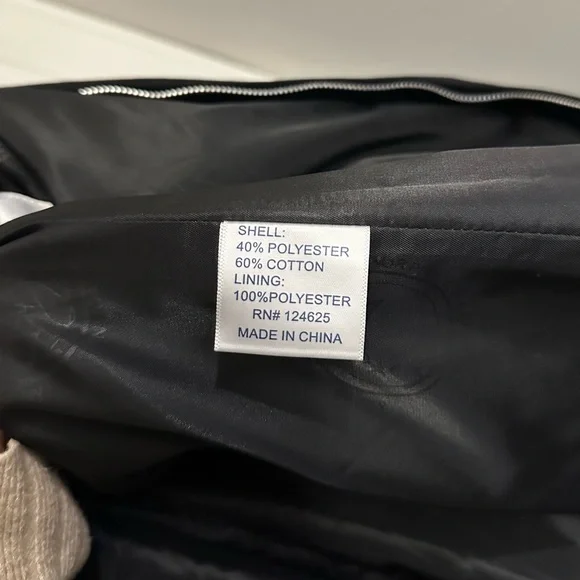 SHELL:
40% POLYESTER
60% COTTON
LINING:
100%POLYESTER
RN# 124625
MADE IN CHINA